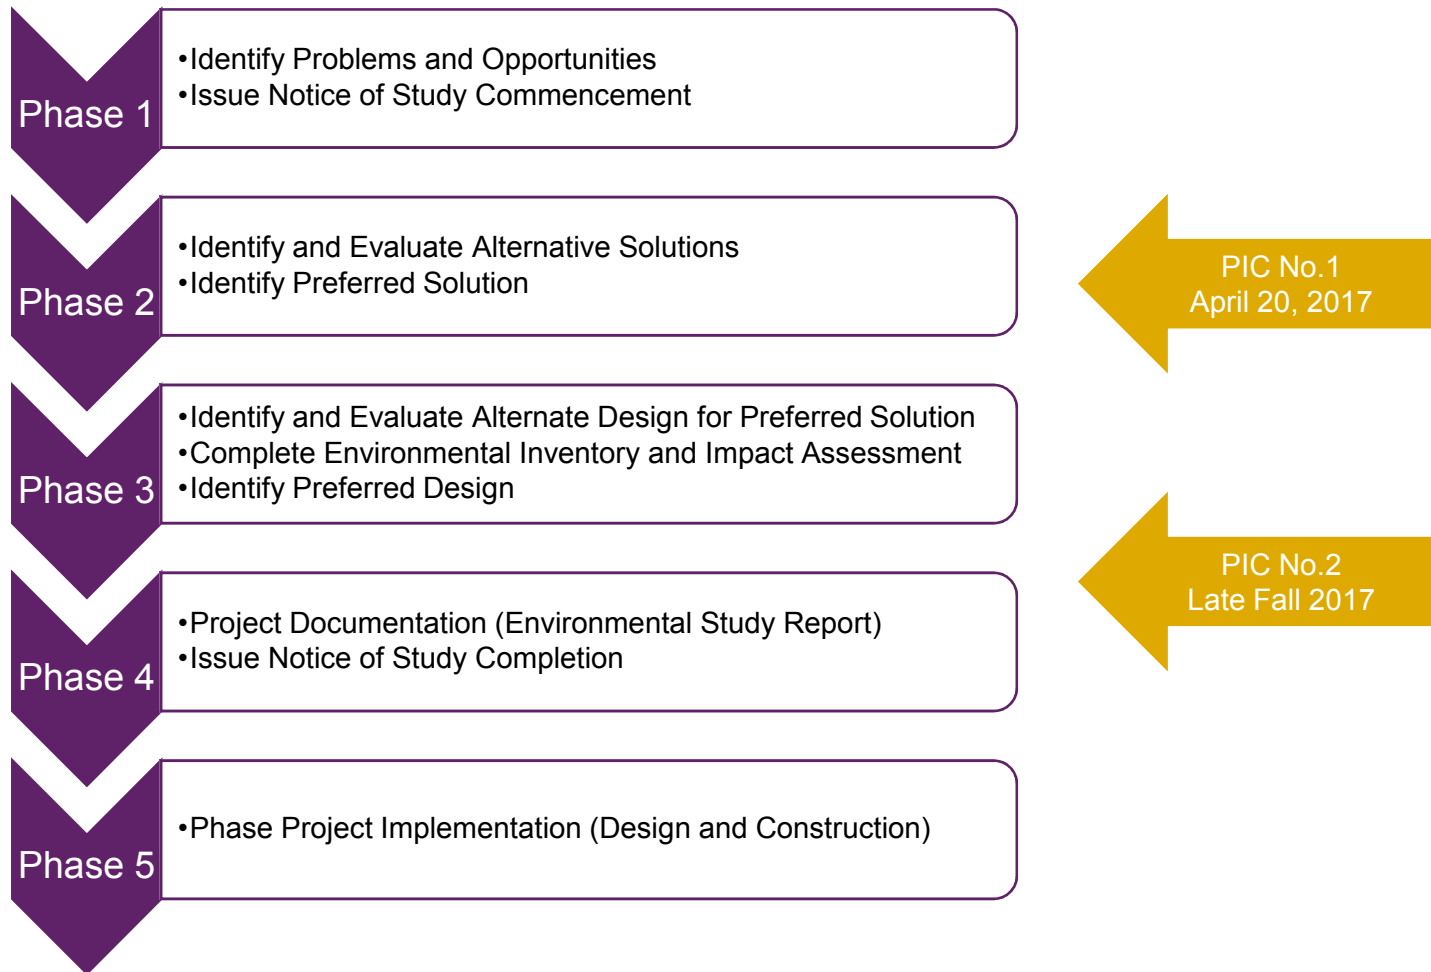 Phase 1
•Identify Problems and Opportunities
•Issue Notice of Study Commencement
Phase 2
•Identify and Evaluate Alternative Solutions
•Identify Preferred Solution
PIC No.1
April 20, 2017
Phase 3
•Identify and Evaluate Alternate Design for Preferred Solution
•Complete Environmental Inventory and Impact Assessment
•Identify Preferred Design
PIC No.2
Late Fall 2017
Phase 4
•Project Documentation (Environmental Study Report)
•Issue Notice of Study Completion
Phase 5
•Phase Project Implementation (Design and Construction)